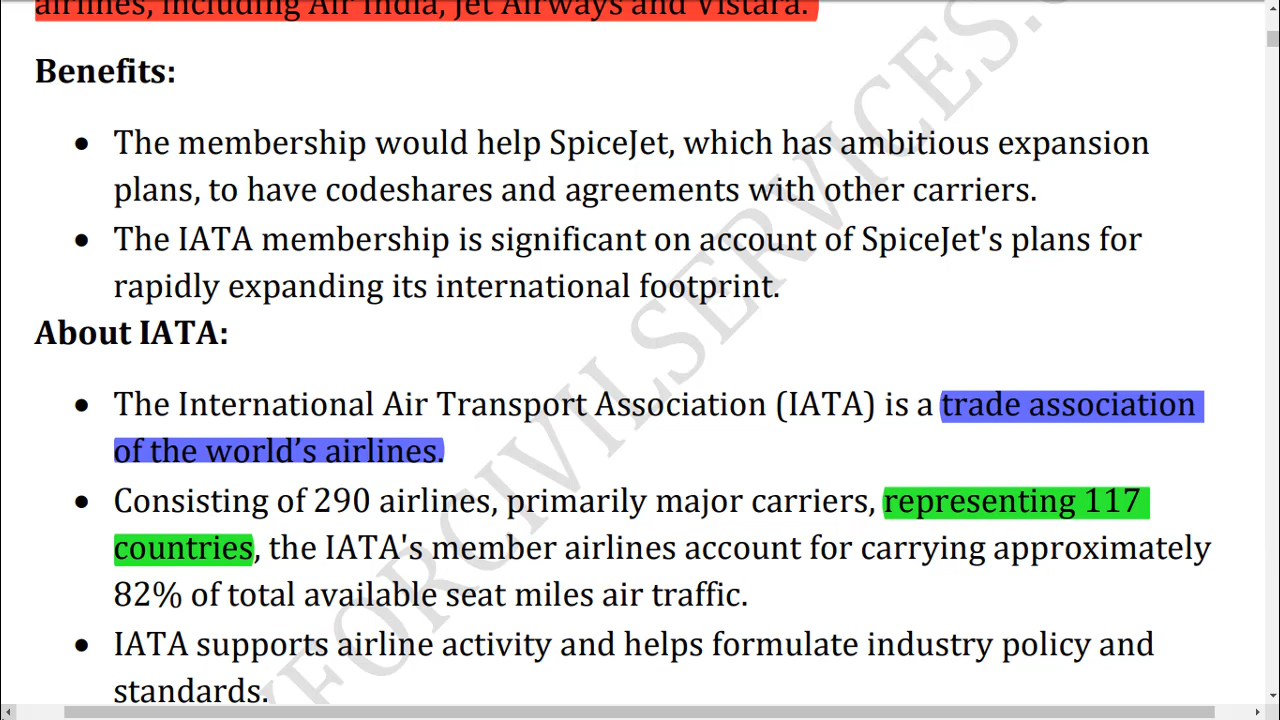 airlines, including Air India, Jet Airways and Vistara.
Benefits:
• The membership would help SpiceJet, which has ambitious expansion
plans, to have codeshares and agreements with other carriers.
• The IATA membership is significant on account of SpiceJet's plans for
rapidly expanding its international footprint.
About IATA:
• The International Air Transport Association (IATA) is a trade association
of the world’s airlines.
• Consisting of 290 airlines, primarily major carriers, representing 117
countries, the IATA's member airlines account for carrying approximately
82% of total available seat miles air traffic.
• IATA supports airline activity and helps formulate industry policy and
standards.
FORCIVILSERVICES.